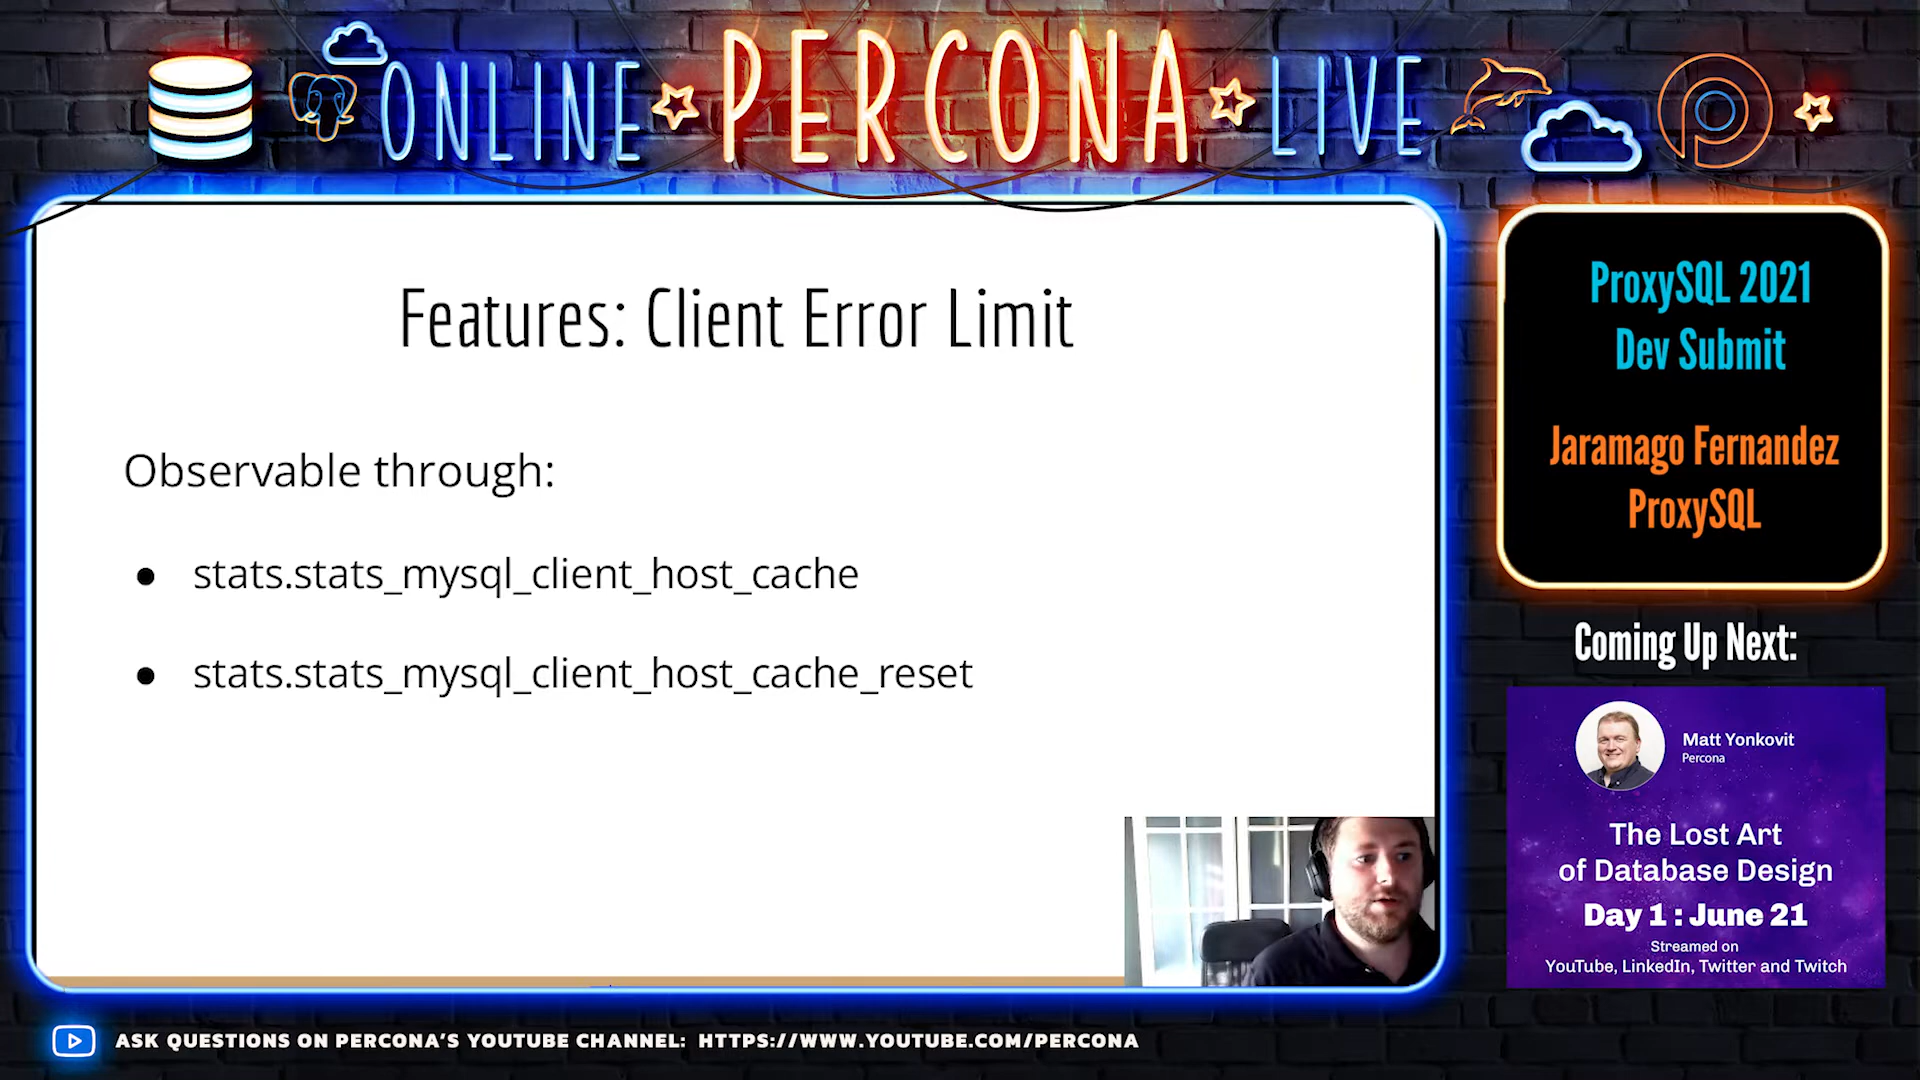 ONLINE PERCONA LIVE
Features: Client Error Limit
Observable through:
● stats.stats_mysql_client_host_cache
● stats.stats_mysql_client_host_cache_reset
ProxySQL 2021
Dev Submit
Jaramago Fernandez
ProxySQL
Coming Up Next:
Matt Yonkovit
Percona
The Lost Art
of Database Design
Day 1 : June 21
Streamed on
YouTube, LinkedIn, Twitter and Twitch
ASK QUESTIONS ON PERCONA'S YOUTUBE CHANNEL: HTTPS://WWW.YOUTUBE.COM/PERCONA